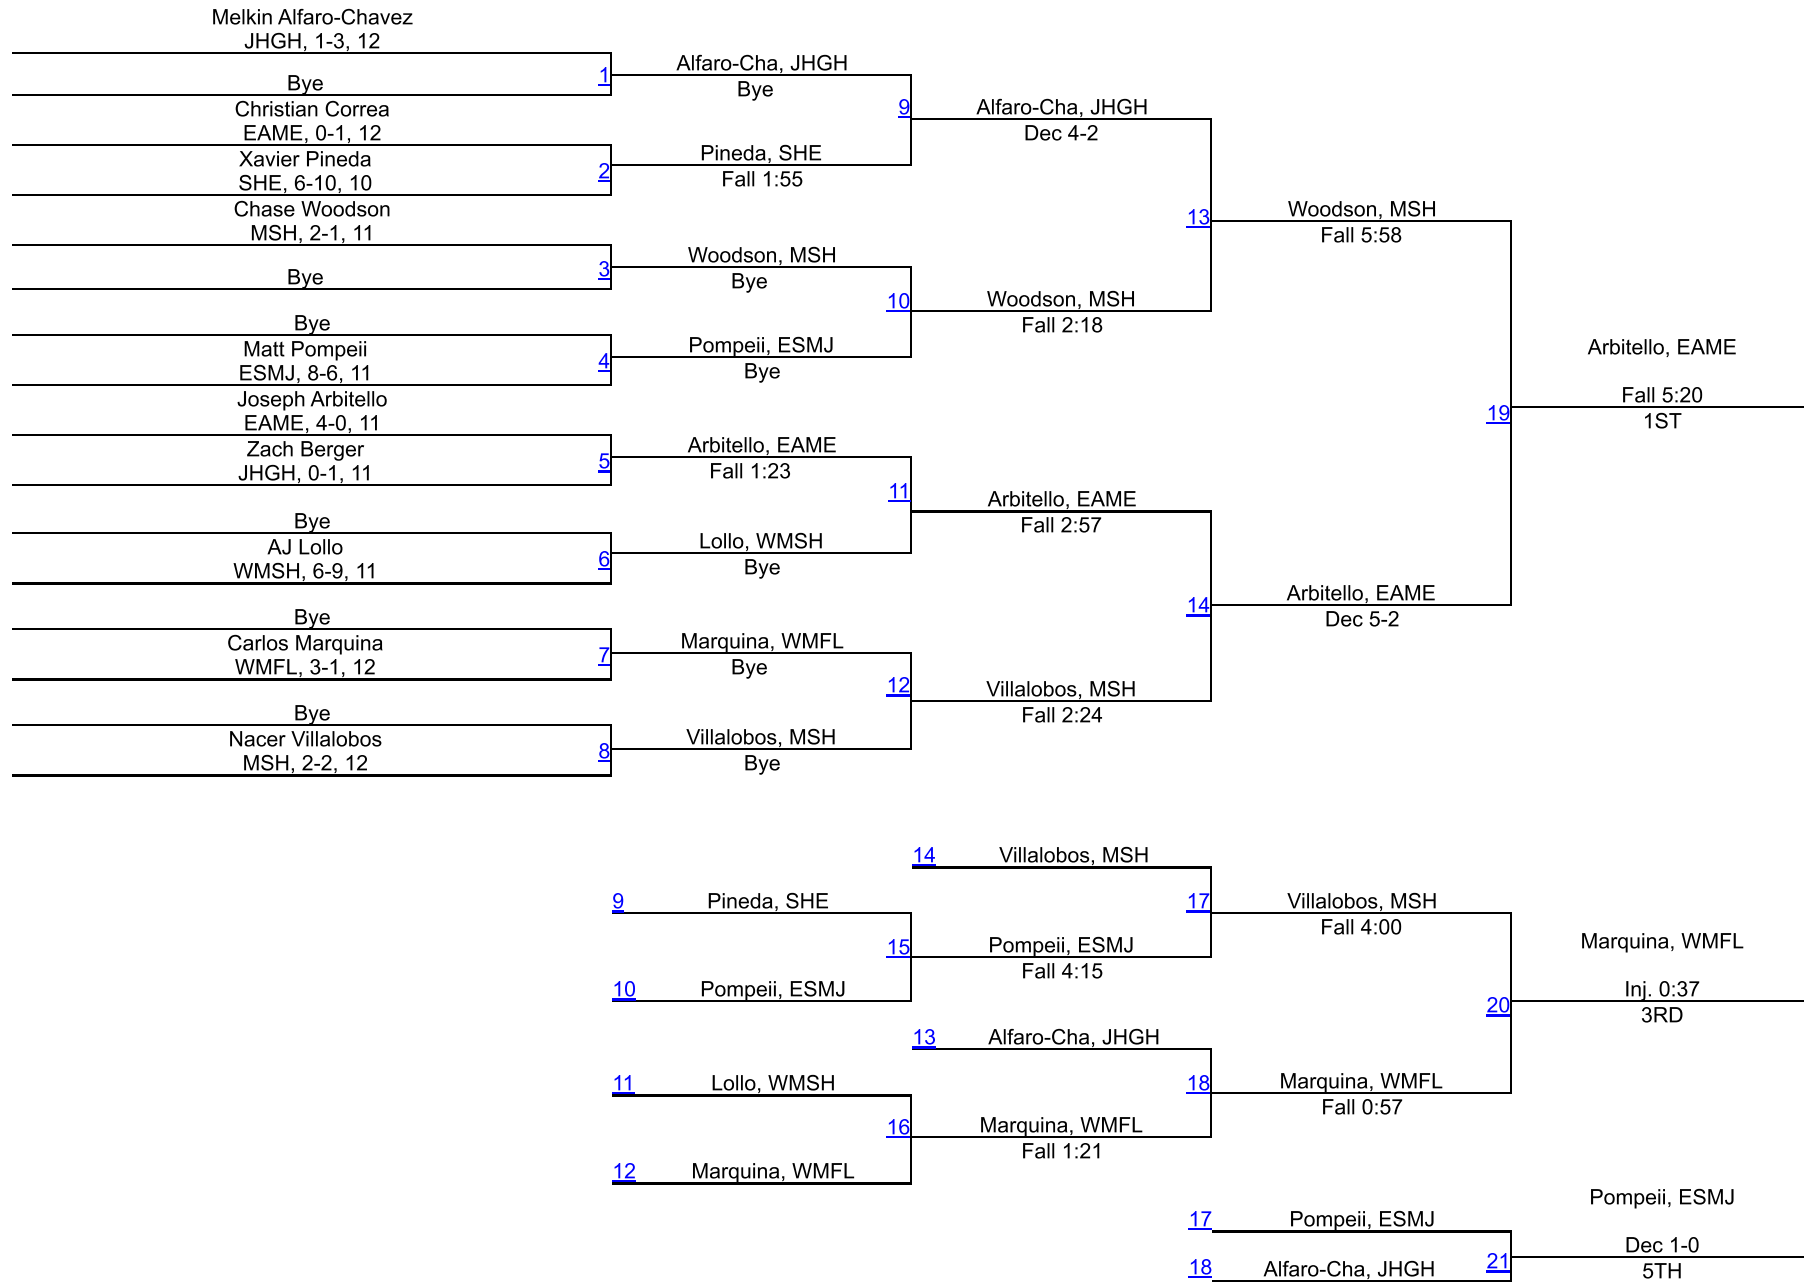 Melkin Alfaro-Chavez
JHGH, 1-3, 12
Bye
1
Christian Correa
EAME, 0-1, 12
Xavier Pineda
SHE, 6-10, 10
2
Chase Woodson
MSH, 2-1, 11
Bye
3
Bye
Matt Pompeii
ESMJ, 8-6, 11
4
Joseph Arbitello
EAME, 4-0, 11
Zach Berger
JHGH, 0-1, 11
5
Bye
AJ Lollo
WMSH, 6-9, 11
6
Bye
Carlos Marquina
WMFL, 3-1, 12
7
Bye
Nacer Villalobos
MSH, 2-2, 12
8
Alfaro-Cha, JHGH
Bye
9
Pineda, SHE
Fall 1:55
Woodson, MSH
Bye
10
Pompeii, ESMJ
Bye
Arbitello, EAME
Fall 1:23
11
Lollo, WMSH
Bye
Marquina, WMFL
Bye
12
Villalobos, MSH
Bye
Alfaro-Cha, JHGH
Dec 4-2
13
Woodson, MSH
Fall 2:18
Arbitello, EAME
Fall 2:57
14
Villalobos, MSH
Fall 2:24
Woodson, MSH
Fall 5:58
19
Arbitello, EAME
Dec 5-2
Arbitello, EAME
Fall 5:20
1ST
9
Pineda, SHE
15
10
Pompeii, ESMJ
11
Lollo, WMSH
16
12
Marquina, WMFL
14
Villalobos, MSH
17
Pompeii, ESMJ
Fall 4:15
13
Alfaro-Cha, JHGH
18
Marquina, WMFL
Fall 1:21
Villalobos, MSH
Fall 4:00
20
Marquina, WMFL
Fall 0:57
Marquina, WMFL
Inj. 0:37
3RD
17
Pompeii, ESMJ
18
Alfaro-Cha, JHGH
21
Pompeii, ESMJ
Dec 1-0
5TH